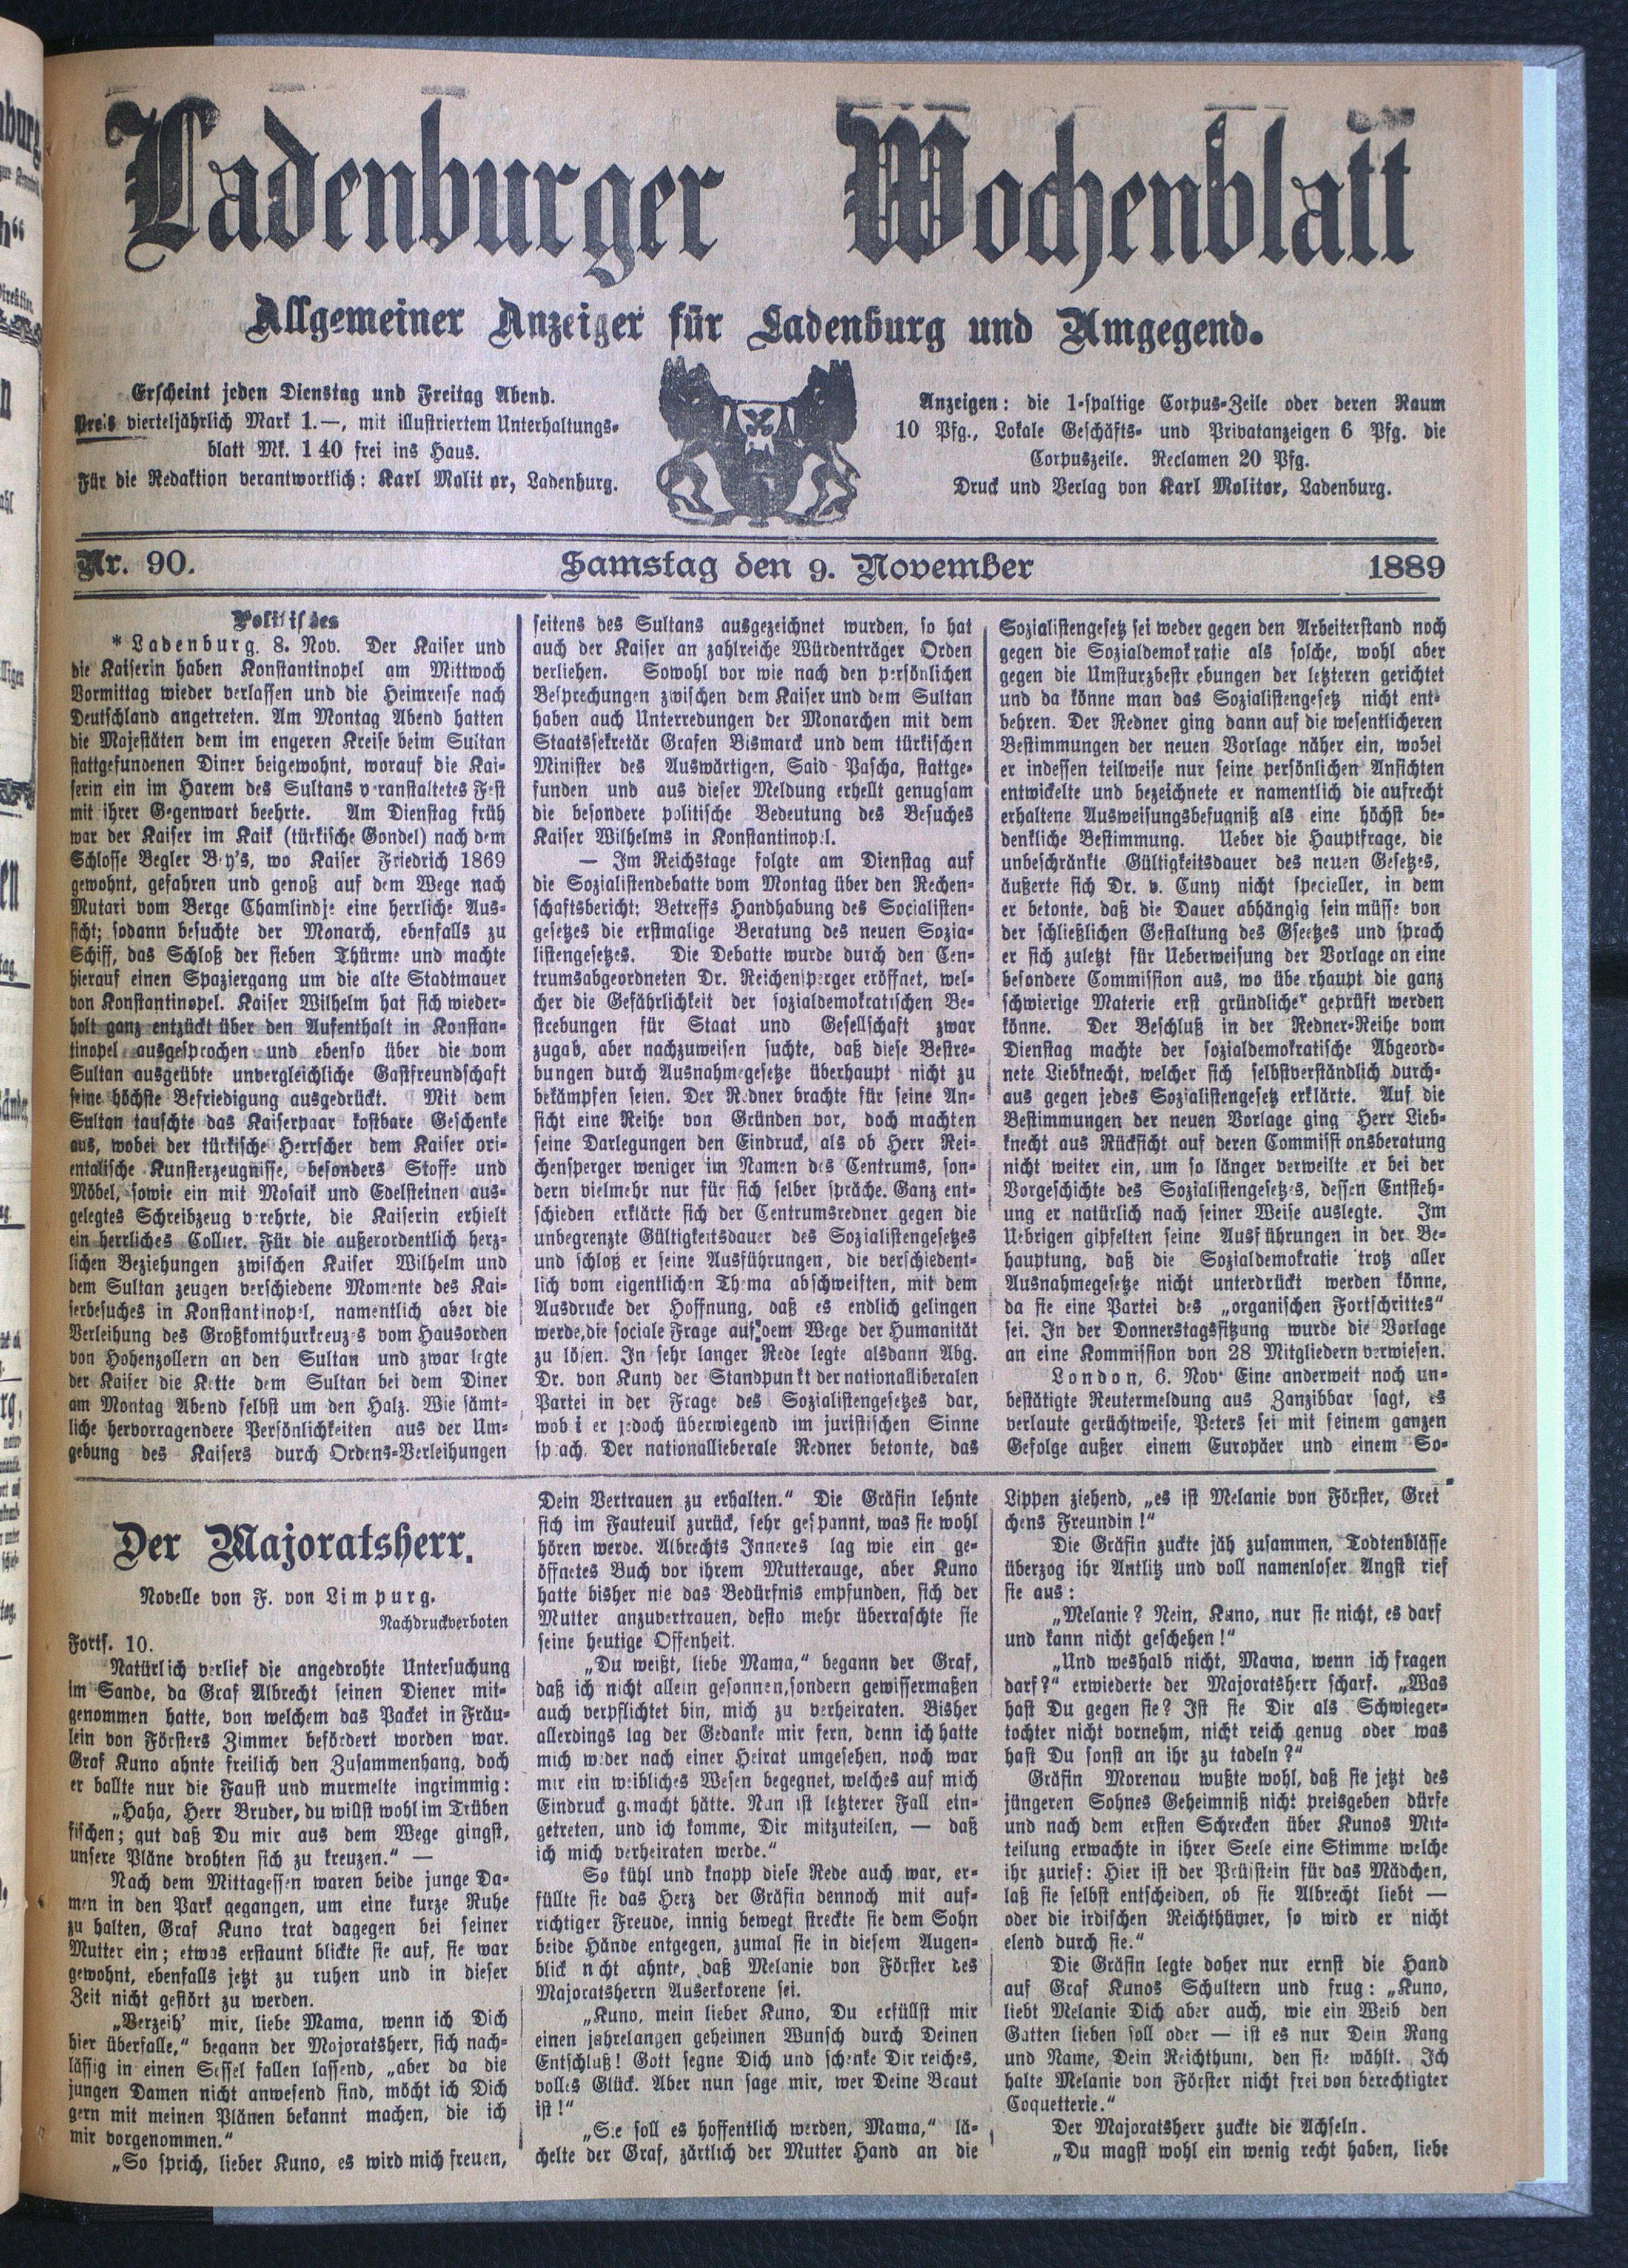 Ladenburger Wochenblatt
Allgemeiner Anzeiger für Ladenburg und Umgegend.
Erscheint jeden Dienstag und Freitag Abend.
Preis vierteljährlich Mark 1.—, mit illustriertem Unterhaltungs-
blatt Mk. 1 40 frei ins Haus.
Für die Redaktion verantwortlich: Karl Molit or, Ladenburg.
Anzeigen: die 1-spaltige Corpus-Zeile oder deren Raum
10 Pfg., Lokale Geschäfts- und Privatanzeigen 6 Pfg. die
Corpuszeile. Reclamen 20 Pfg.
Druck und Verlag von Karl Molitor, Ladenburg.
Nr. 90. Samstag den 9. November 1889
Politisches
* Ladenburg. 8. Nov. Der Kaiser und
die Kaiserin haben Konstantinopel am Mittwoch
Vormittag wieder verlassen und die Heimreise nach
Deutschland angetreten. Am Montag Abend hatten
die Majestäten dem im engeren Kreise beim Sultan
stattgefundenen Diner beigewohnt, worauf die Kai-
serin ein im Harem des Sultans v ranstaltetes Fest
mit ihrer Gegenwart beehrte. Am Dienstag früh
war der Kaiser im Kaik (türkische Gondel) nach dem
Schlosse Begler Bey's, wo Kaiser Friedrich 1869
gewohnt, gefahren und genoß auf dem Wege nach
Mutari vom Berge Chamlindje eine herrliche Aus-
sicht; sodann besuchte der Monarch, ebenfalls zu
Schiff, das Schloß der sieben Thürme und machte
hierauf einen Spaziergang um die alte Stadtmauer
von Konstantinopel. Kaiser Wilhelm hat sich wieder-
holt ganz entzückt über den Aufenthalt in Konstan-
tinopel ausgesprochen und ebenso über die vom
Sultan ausgeübte unvergleichliche Gastfreundschaft
seine höchste Befriedigung ausgedrückt. Mit dem
Sultan tauschte das Kaiserpaar kostbare Geschenke
aus, wobei der türkische Herrscher dem Kaiser ori-
entalische Kunsterzeugnisse, besonders Stoffe und
Möbel, sowie ein mit Mosaik und Edelsteinen aus-
gelegtes Schreibzeug v rehrte, die Kaiserin erhielt
ein herrliches Collier. Für die außerordentlich herz-
lichen Beziehungen zwischen Kaiser Wilhelm und
dem Sultan zeugen verschiedene Momente des Kai-
serbesuches in Konstantinopel, namentlich aber die
Verleihung des Großkomthurkreuzes vom Hausorden
von Hohenzollern an den Sultan und zwar legte
der Kaiser die Kette dem Sultan bei dem Diner
am Montag Abend selbst um den Halz. Wie sämt-
liche hervorragendere Persönlichkeiten aus der Um-
gebung des Kaisers durch Ordens-Verleihungen
seitens des Sultans ausgezeichnet wurden, so hat
auch der Kaiser an zahlreiche Würdenträger Orden
verliehen. Sowohl vor wie nach den persönlichen
Besprechungen zwischen dem Kaiser und dem Sultan
haben auch Unterredungen der Monarchen mit dem
Staatssekretär Grafen Bismarck und dem türkischen
Minister des Auswärtigen, Said Pascha, stattge-
funden und aus dieser Meldung erhellt genugsam
die besondere politische Bedeutung des Besuches
Kaiser Wilhelms in Konstantinopel.
— Im Reichstage folgte am Dienstag auf
die Sozialistendebatte vom Montag über den Rechen-
schaftsbericht: Betreffs Handhabung des Socialisten-
gesetzes die erstmalige Beratung des neuen Sozia-
listengesetzes. Die Debatte wurde durch den Cen-
trumsabgeordneten Dr. Reichensperger eröffnet, wel-
cher die Gefährlichkeit der sozialdemokratischen Be-
strebungen für Staat und Gesellschaft zwar
zugab, aber nachzuweisen suchte, daß diese Bestre-
bungen durch Ausnahmegesetze überhaupt nicht zu
bekämpfen seien. Der Redner brachte für seine An-
sicht eine Reihe von Gründen vor, doch machten
seine Darlegungen den Eindruck, als ob Herr Rei-
chensperger weniger im Namen des Centrums, son-
dern vielmehr nur für sich selber spräche. Ganz ent-
schieden erklärte sich der Centrumsredner gegen die
unbegrenzte Gültigkeitsdauer des Sozialistengesetzes
und schloß er seine Ausführungen, die verschiedent-
lich vom eigentlichen Thema abschweiften, mit dem
Ausdrucke der Hoffnung, daß es endlich gelingen
werde, die sociale Frage auf dem Wege der Humanität
zu lösen. In sehr langer Rede legte alsdann Abg.
Dr. von Kuny der Standpunkt der nationalliberalen
Partei in der Frage des Sozialistengesetzes dar,
wob i er jedoch überwiegend im juristischen Sinne
sp ach. Der nationallieberale Redner betonte, das
Sozialistengesetz sei weder gegen den Arbeiterstand noch
gegen die Sozialdemokratie als solche, wohl aber
gegen die Umsturzbestr ebungen der letzteren gerichtet
und da könne man das Sozialistengesetz nicht ent-
behren. Der Redner ging dann auf die wesentlicheren
Bestimmungen der neuen Vorlage näher ein, wobei
er indessen teilweise nur seine persönlichen Ansichten
entwickelte und bezeichnete er namentlich die aufrecht
erhaltene Ausweisungsbefugniß als eine höchst be-
denkliche Bestimmung. Ueber die Hauptfrage, die
unbeschränkte Gültigkeitsdauer des neuen Gesetzes,
äußerte sich Dr. v. Cuny nicht specieller, in dem
er betonte, daß die Dauer abhängig sein müsse von
der schließlichen Gestaltung des Gseetzes und sprach
er sich zuletzt für Ueberweisung der Vorlage an eine
besondere Commission aus, wo übe rhaupt die ganz
schwierige Materie erst gründlicher geprüft werden
könne. Der Beschluß in der Redner-Reihe vom
Dienstag machte der sozialdemokratische Abgeord-
nete Liebknecht, welcher sich selbstverständlich durch-
aus gegen jedes Sozialistengesetz erklärte. Auf die
Bestimmungen der neuen Vorlage ging Herr Lieb-
knecht aus Rücksicht auf deren Commissi onsberatung
nicht weiter ein, um so länger verweilte er bei der
Vorgeschichte des Sozialistengesetzes, dessen Entsteh-
ung er natürlich nach seiner Weise auslegte. Im
Uebrigen gipfelten seine Ausführungen in der Be-
hauptung, daß die Sozialdemokratie trotz aller
Ausnahmegesetze nicht unterdrückt werden könne,
da sie eine Partei des „organischen Fortschrittes“
sei. In der Donnerstagsitzung wurde die Vorlage
an eine Kommission von 28 Mitgliedern verwiesen.
London, 6. Nov. Eine anderweit noch un-
bestätigte Reutermeldung aus Zanzibbar sagt, es
verlaute gerüchtweise, Peters sei mit seinem ganzen
Gefolge außer einem Europäer und einem So-
Der Majoratsherr.
Novelle von F. von Limpurg.
Nachdruckverboten
Forts. 10.
Natürlich verlief die angedrohte Untersuchung
im Sande, da Graf Albrecht seinen Diener mit-
genommen hatte, von welchem das Packet in Fräu-
lein von Försters Zimmer befördert worden war.
Graf Kuno ahnte freilich den Zusammenhang, doch
er ballte nur die Faust und murmelte ingrimmig:
„Haha, Herr Bruder, du willst wohl im Trüben
fischen; gut daß Du mir aus dem Wege gingst,
unsere Pläne drohten sich zu kreuzen.“ —
Nach dem Mittagessen waren beide junge Da-
men in den Park gegangen, um eine kurze Ruhe
zu halten, Graf Kuno trat dagegen bei seiner
Mutter ein; etwas erstaunt blickte sie auf, sie war
gewohnt, ebenfalls jetzt zu ruhen und in dieser
Zeit nicht gestört zu werden.
„Verzeih' mir, liebe Mama, wenn ich Dich
hier überfalle,“ begann der Majoratsherr, sich nach-
lässig in einen Sessel fallen lassend, „aber da die
jungen Damen nicht anwesend sind, möcht ich Dich
gern mit meinen Plänen bekannt machen, die ich
mir vorgenommen.“
„So sprich, lieber Kuno, es wird mich freuen,
Dein Vertrauen zu erhalten.“ Die Gräfin lehnte
sich im Fauteuil zurück, sehr gespannt, was sie wohl
hören werde. Albrechts Inneres lag wie ein ge-
öffnetes Buch vor ihrem Mutterauge, aber Kuno
hatte bisher nie das Bedürfnis empfunden, sich der
Mutter anzuvertrauen, desto mehr überraschte sie
seine heutige Offenheit.
„Du weißt, liebe Mama,“ begann der Graf,
daß ich nicht allein gesonnen, sondern gewissermaßen
auch verpflichtet bin, mich zu verheiraten. Bisher
allerdings lag der Gedanke mir fern, denn ich hatte
mich weder nach einer Heirat umgesehen, noch war
mir ein weibliches Wesen begegnet, welches auf mich
Eindruck gemacht hätte. Nun ist letzterer Fall ein-
getreten, und ich komme, Dir mitzuteilen, — daß
ich mich verheiraten werde.“
So kühl und knapp diese Rede auch war, er-
füllte sie das Herz der Gräfin dennoch mit auf-
richtiger Freude, innig bewegt streckte sie dem Sohn
beide Hände entgegen, zumal sie in diesem Augen-
blick n cht ahnte, daß Melanie von Förster des
Majoratsherrn Auserkorene sei.
„Kuno, mein lieber Kuno, Du erfüllst mir
einen jahrelangen geheimen Wunsch durch Deinen
Entschluß! Gott segne Dich und schenke Dir reiches,
volles Glück. Aber nun sage mir, wer Deine Braut
ist!“
„Sie soll es hoffentlich werden, Mama,“ lä-
chelte der Graf, zärtlich der Mutter Hand an die
Lippen ziehend, „es ist Melanie von Förster, Gret
chens Freundin!“
Die Gräfin zuckte jäh zusammen, Todtenblässe
überzog ihr Antlitz und voll namenloser Angst rief
sie aus:
„Melanie? Nein, Kuno, nur sie nicht, es darf
und kann nicht geschehen!“
„Und weshalb nicht, Mama, wenn ich fragen
darf?“ erwiederte der Majoratsherr scharf. „Was
hast Du gegen sie? Ist sie Dir als Schwieger-
tochter nicht vornehm, nicht reich genug oder was
hast Du sonst an ihr zu tadeln?“
Gräfin Morenau wußte wohl, daß sie jetzt des
jüngeren Sohnes Geheimniß nicht preisgeben dürfe
und nach dem ersten Schrecken über Kunos Mit-
teilung erwachte in ihrer Seele eine Stimme welche
ihr zurief: Hier ist der Prüfstein für das Mädchen,
laß sie selbst entscheiden, ob sie Albrecht liebt —
oder die irdischen Reichthümer, so wird er nicht
elend durch sie.“
Die Gräfin legte daher nur ernst die Hand
auf Graf Kunos Schultern und frug: „Kuno,
liebt Melanie Dich aber auch, wie ein Weib den
Gatten lieben soll oder — ist es nur Dein Rang
und Name, Dein Reichthum, den sie wählt. Ich
halte Melanie von Förster nicht frei von berechtigter
Coquetterie.“
Der Majoratsherr zuckte die Achseln.
„Du magst wohl ein wenig recht haben, liebe